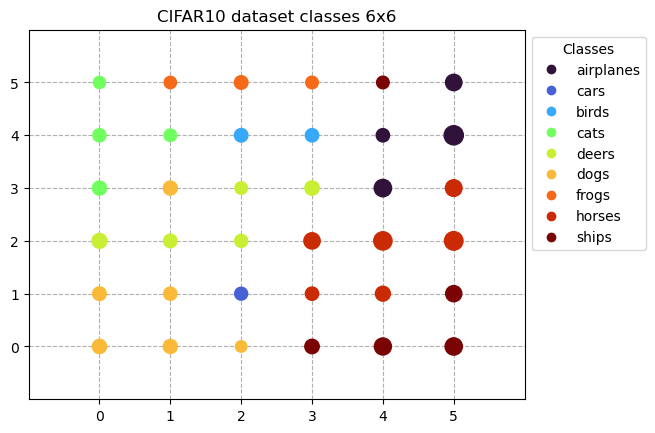 CIFAR10 dataset classes 6x6
5
4
3
2
1
0
0 1 2 3 4 5
Classes
airplanes
cars
birds
cats
deers
dogs
frogs
horses
ships